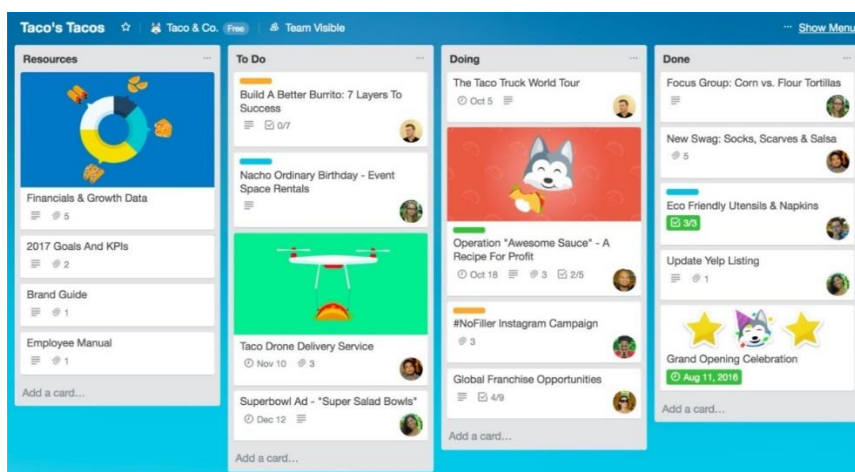 Taco's Tacos
Taco & Co. Free
Team Visible
··· Show Menu
Resources
Financials & Growth Data
5
2017 Goals And KPIs
2
Brand Guide
1
Employee Manual
1
Add a card...
To Do
Build A Better Burrito: 7 Layers To
Success
0/7
Nacho Ordinary Birthday - Event
Space Rentals
Taco Drone Delivery Service
Nov 10 3
Superbowl Ad - "Super Salad Bowls"
Dec 12
Add a card...
Doing
The Taco Truck World Tour
Oct 5
Operation "Awesome Sauce" - A
Recipe For Profit
Oct 18 3 2/5
#NoFiller Instagram Campaign
3
Global Franchise Opportunities
4/9
Add a card...
Done
Focus Group: Corn vs. Flour Tortillas
New Swag: Socks, Scarves & Salsa
5
Eco Friendly Utensils & Napkins
3/3
Update Yelp Listing
1
Grand Opening Celebration
Aug 11, 2016
Add a card...